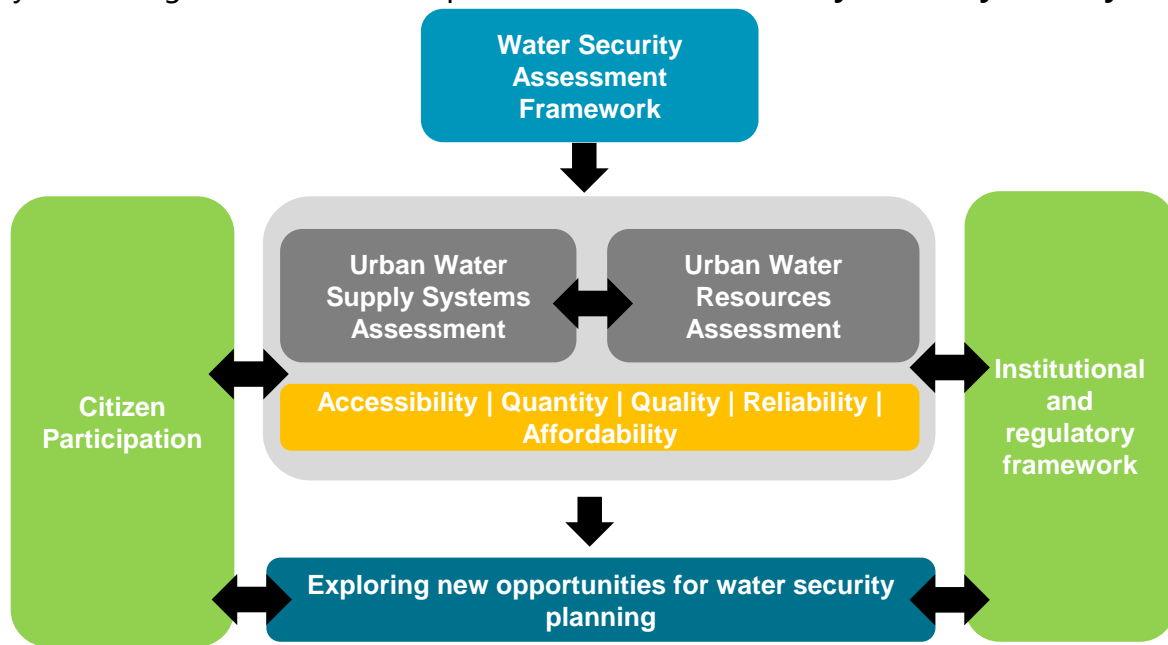 Water Security
Assessment
Framework
Urban Water
Supply Systems
Assessment
Urban Water
Resources
Assessment
Accessibility | Quantity | Quality | Reliability |
Affordability
Citizen
Participation
Institutional
and
regulatory
framework
Exploring new opportunities for water security
planning